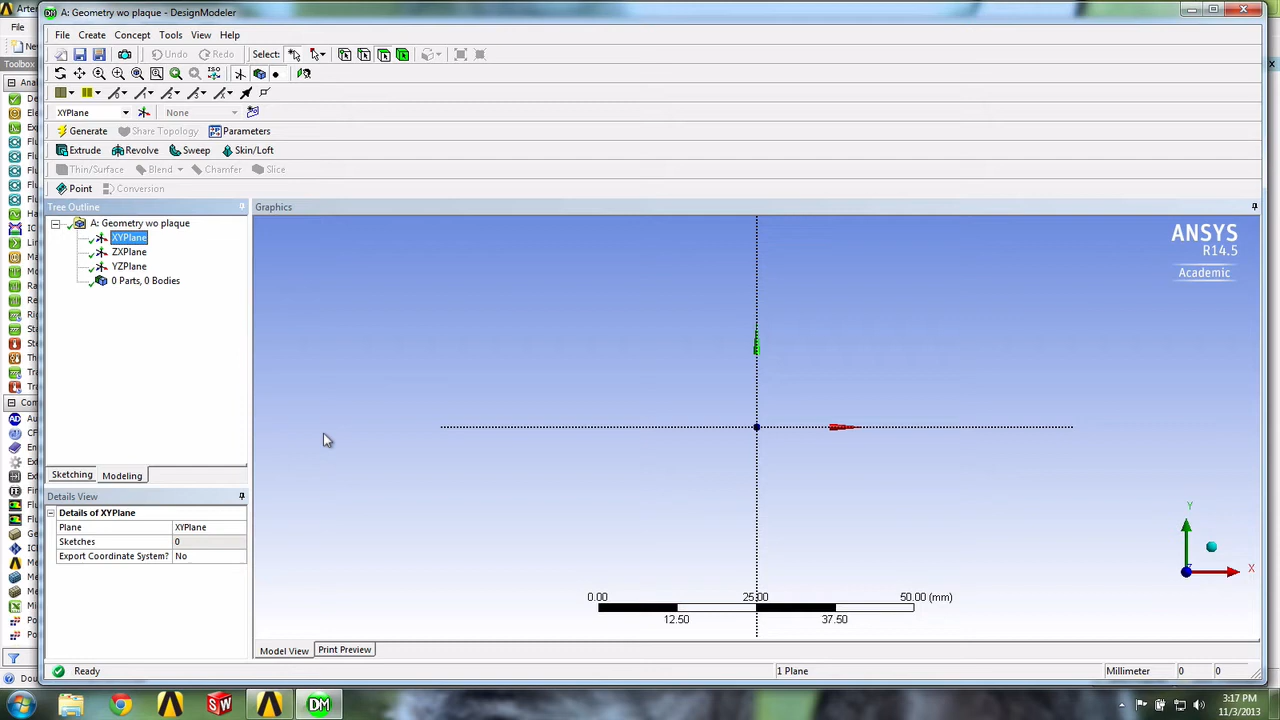 Arte
A: Geometry wo plaque - DesignModeler
File
File Create Concept Tools View Help
Undo Redo Select:
Toolbox
XYPlane None
Generate Share Topology Parameters
Extrude Revolve Sweep Skin/Loft
Thin/Surface Blend Chamfer Slice
Point Conversion
Tree Outline Graphics
A: Geometry wo plaque
XYPlane
ZXPlane
YZPlane
0 Parts, 0 Bodies
ANSYS
R14.5
Academic
Sketching Modeling
Details View
Details of XYPlane
Plane XYPlane
Sketches 0
Export Coordinate System? No
Y
X
0.00 25.00 50.00 (mm)
12.50 37.50
Model View Print Preview
Ready 1 Plane Millimeter 0 0
3:17 PM
11/3/2013